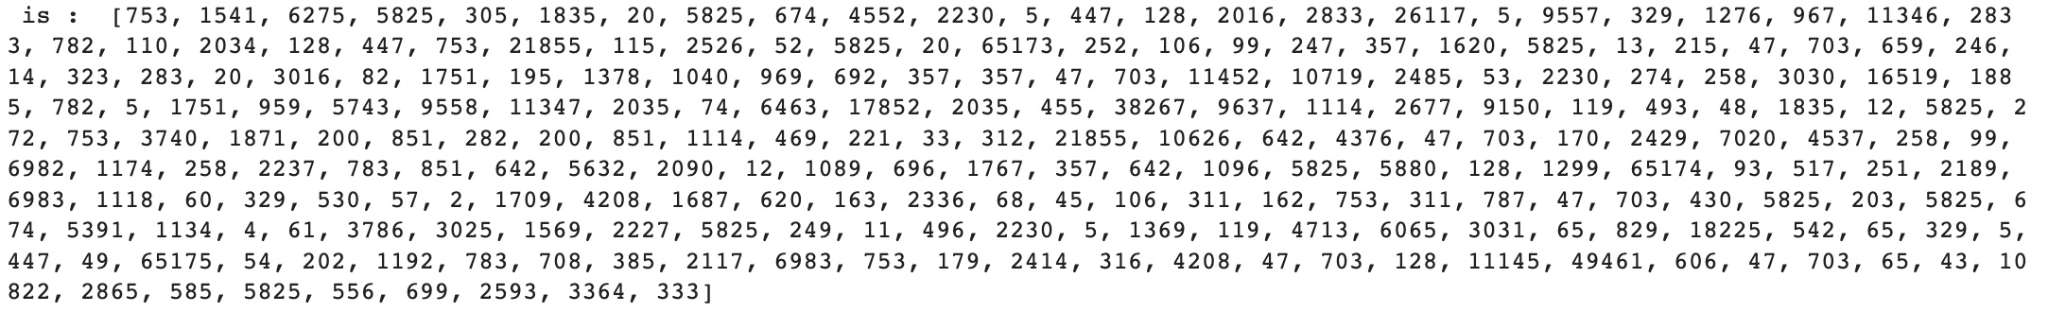 is :  [753, 1541, 6275, 5825, 305, 1835, 20, 5825, 674, 4552, 2230, 5, 447, 128, 2016, 2833, 26117, 5, 9557, 329, 1276, 967, 11346, 283
3, 782, 110, 2034, 128, 447, 753, 21855, 115, 2526, 52, 5825, 20, 65173, 252, 106, 99, 247, 357, 1620, 5825, 13, 215, 47, 703, 659, 246,
14, 323, 283, 20, 3016, 82, 1751, 195, 1378, 1040, 969, 692, 357, 357, 47, 703, 11452, 10719, 2485, 53, 2230, 274, 258, 3030, 16519, 188
5, 782, 5, 1751, 959, 5743, 9558, 11347, 2035, 74, 6463, 17852, 2035, 455, 38267, 9637, 1114, 2677, 9150, 119, 493, 48, 1835, 12, 5825, 2
72, 753, 3740, 1871, 200, 851, 282, 200, 851, 1114, 469, 221, 33, 312, 21855, 10626, 642, 4376, 47, 703, 170, 2429, 7020, 4537, 258, 99,
6982, 1174, 258, 2237, 783, 851, 642, 5632, 2090, 12, 1089, 696, 1767, 357, 642, 1096, 5825, 5880, 128, 1299, 65174, 93, 517, 251, 2189,
6983, 1118, 60, 329, 530, 57, 2, 1709, 4208, 1687, 620, 163, 2336, 68, 45, 106, 311, 162, 753, 311, 787, 47, 703, 430, 5825, 203, 5825, 6
74, 5391, 1134, 4, 61, 3786, 3025, 1569, 2227, 5825, 249, 11, 496, 2230, 5, 1369, 119, 4713, 6065, 3031, 65, 829, 18225, 542, 65, 329, 5,
447, 49, 65175, 54, 202, 1192, 783, 708, 385, 2117, 6983, 753, 179, 2414, 316, 4208, 47, 703, 128, 11145, 49461, 606, 47, 703, 65, 43, 10
822, 2865, 585, 5825, 556, 699, 2593, 3364, 333]